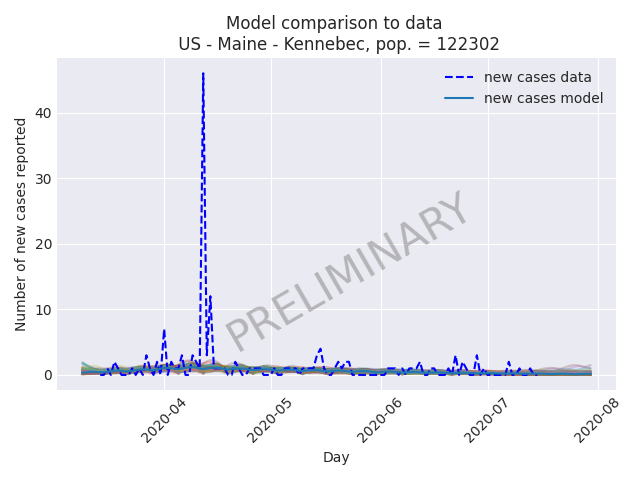 Model comparison to data
US - Maine - Kennebec, pop. = 122302
new cases data
new cases model
Number of new cases reported
40
30
20
10
0
PRELIMINARY
2020-04
2020-05
2020-06
2020-07
2020-08
Day